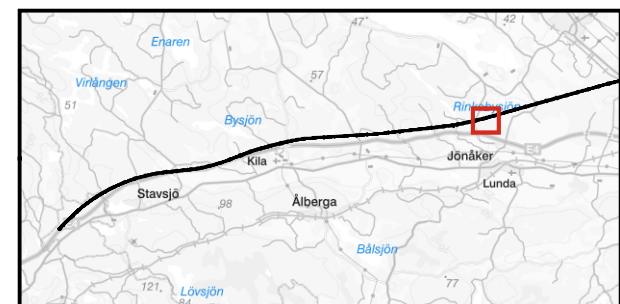 47
42
Enaren
57
Virlången
51
Rinkebysjön
Bysjön
E4
Kila
Jönåker
Lunda
Stavsjö
98
Ålberga
Bålsjön
121
77
Lövsjön
84